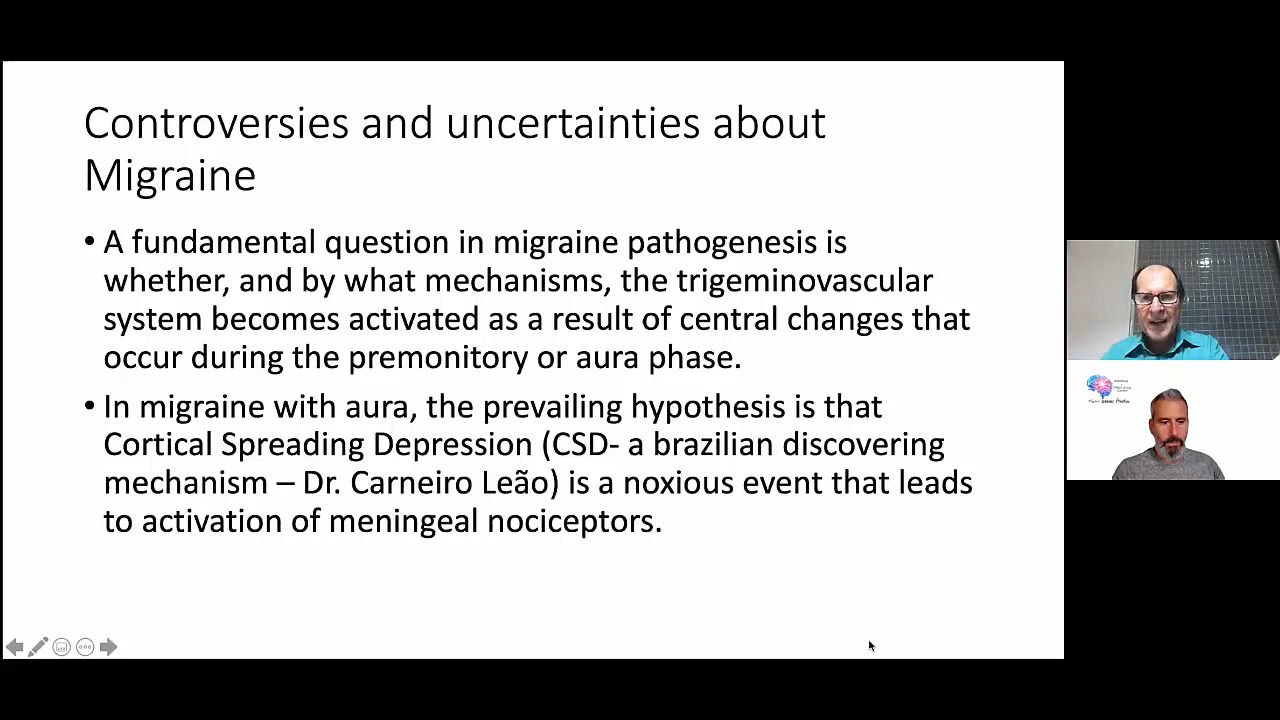 Controversies and uncertainties about
Migraine
• A fundamental question in migraine pathogenesis is
whether, and by what mechanisms, the trigeminovascular
system becomes activated as a result of central changes that
occur during the premonitory or aura phase.
• In migraine with aura, the prevailing hypothesis is that
Cortical Spreading Depression (CSD- a brazilian discovering
mechanism – Dr. Carneiro Leão) is a noxious event that leads
to activation of meningeal nociceptors.